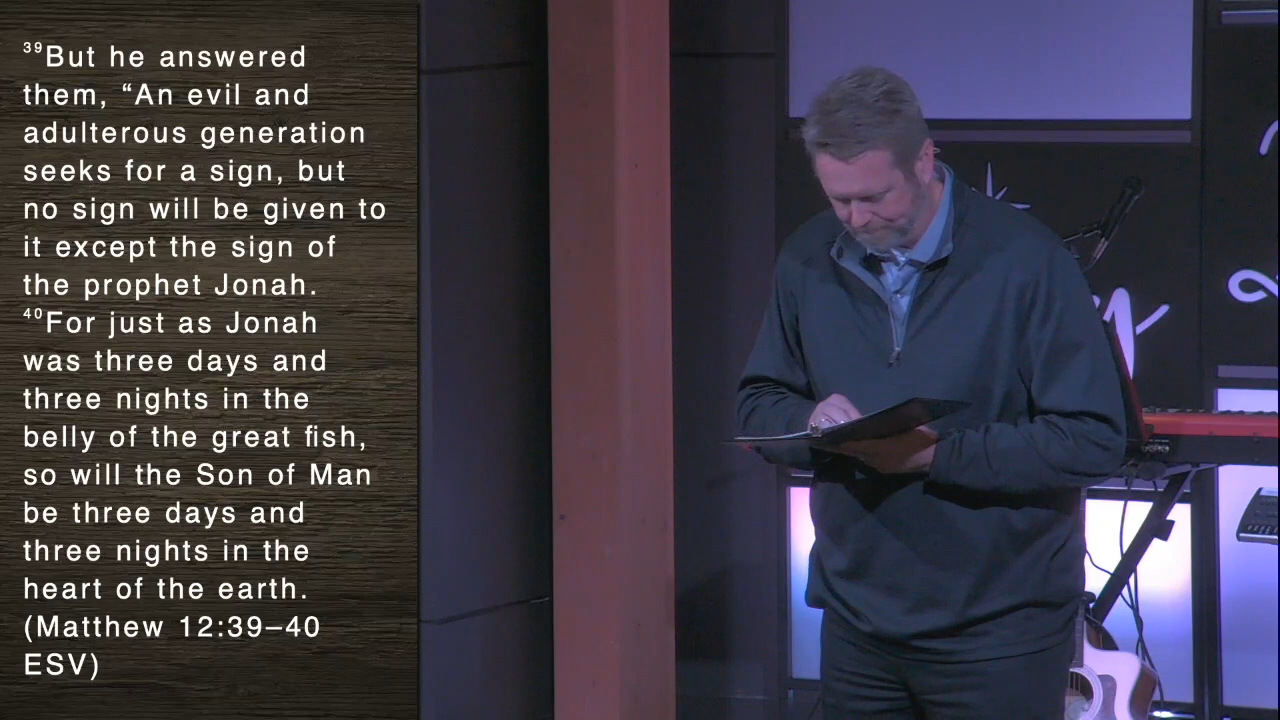 ³⁹But he answered
them, “An evil and
adulterous generation
seeks for a sign, but
no sign will be given to
it except the sign of
the prophet Jonah.
⁴⁰For just as Jonah
was three days and
three nights in the
belly of the great fish,
so will the Son of Man
be three days and
three nights in the
heart of the earth.
(Matthew 12:39–40
ESV)